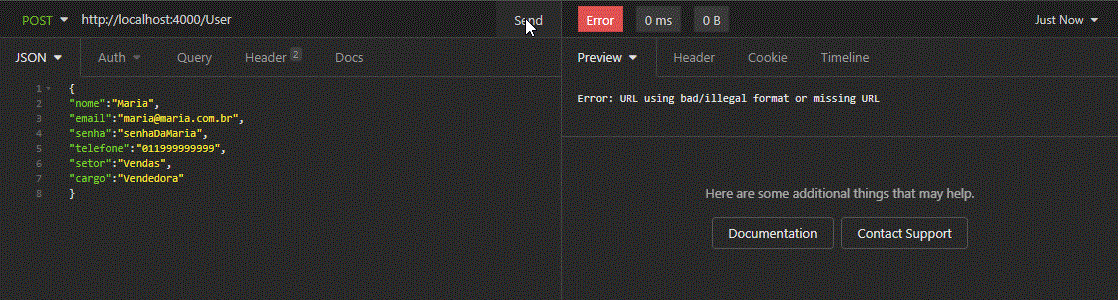 POST http://localhost:4000/User Send Error 0 ms 0 B Just Now
JSON Auth Query Header 2 Docs Preview Header Cookie Timeline
1 {
2 "nome":"Maria",
3 "email":"maria@maria.com.br",
4 "senha":"senhaDaMaria",
5 "telefone":"011999999999",
6 "setor":"Vendas",
7 "cargo":"Vendedora"
8 }
Error: URL using bad/illegal format or missing URL
Here are some additional things that may help.
Documentation Contact Support